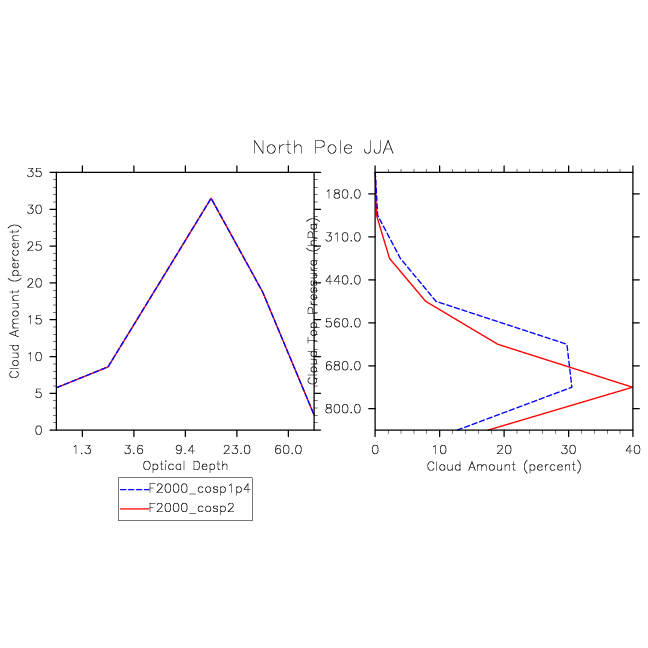 North Pole JJA
Cloud Amount (percent)
35
30
25
20
15
10
5
0
1.3 3.6 9.4 23.0 60.0
Optical Depth
Cloud Top Pressure (hPa)
180.0
310.0
440.0
560.0
680.0
800.0
0 10 20 30 40
Cloud Amount (percent)
F2000_cosp1p4
F2000_cosp2